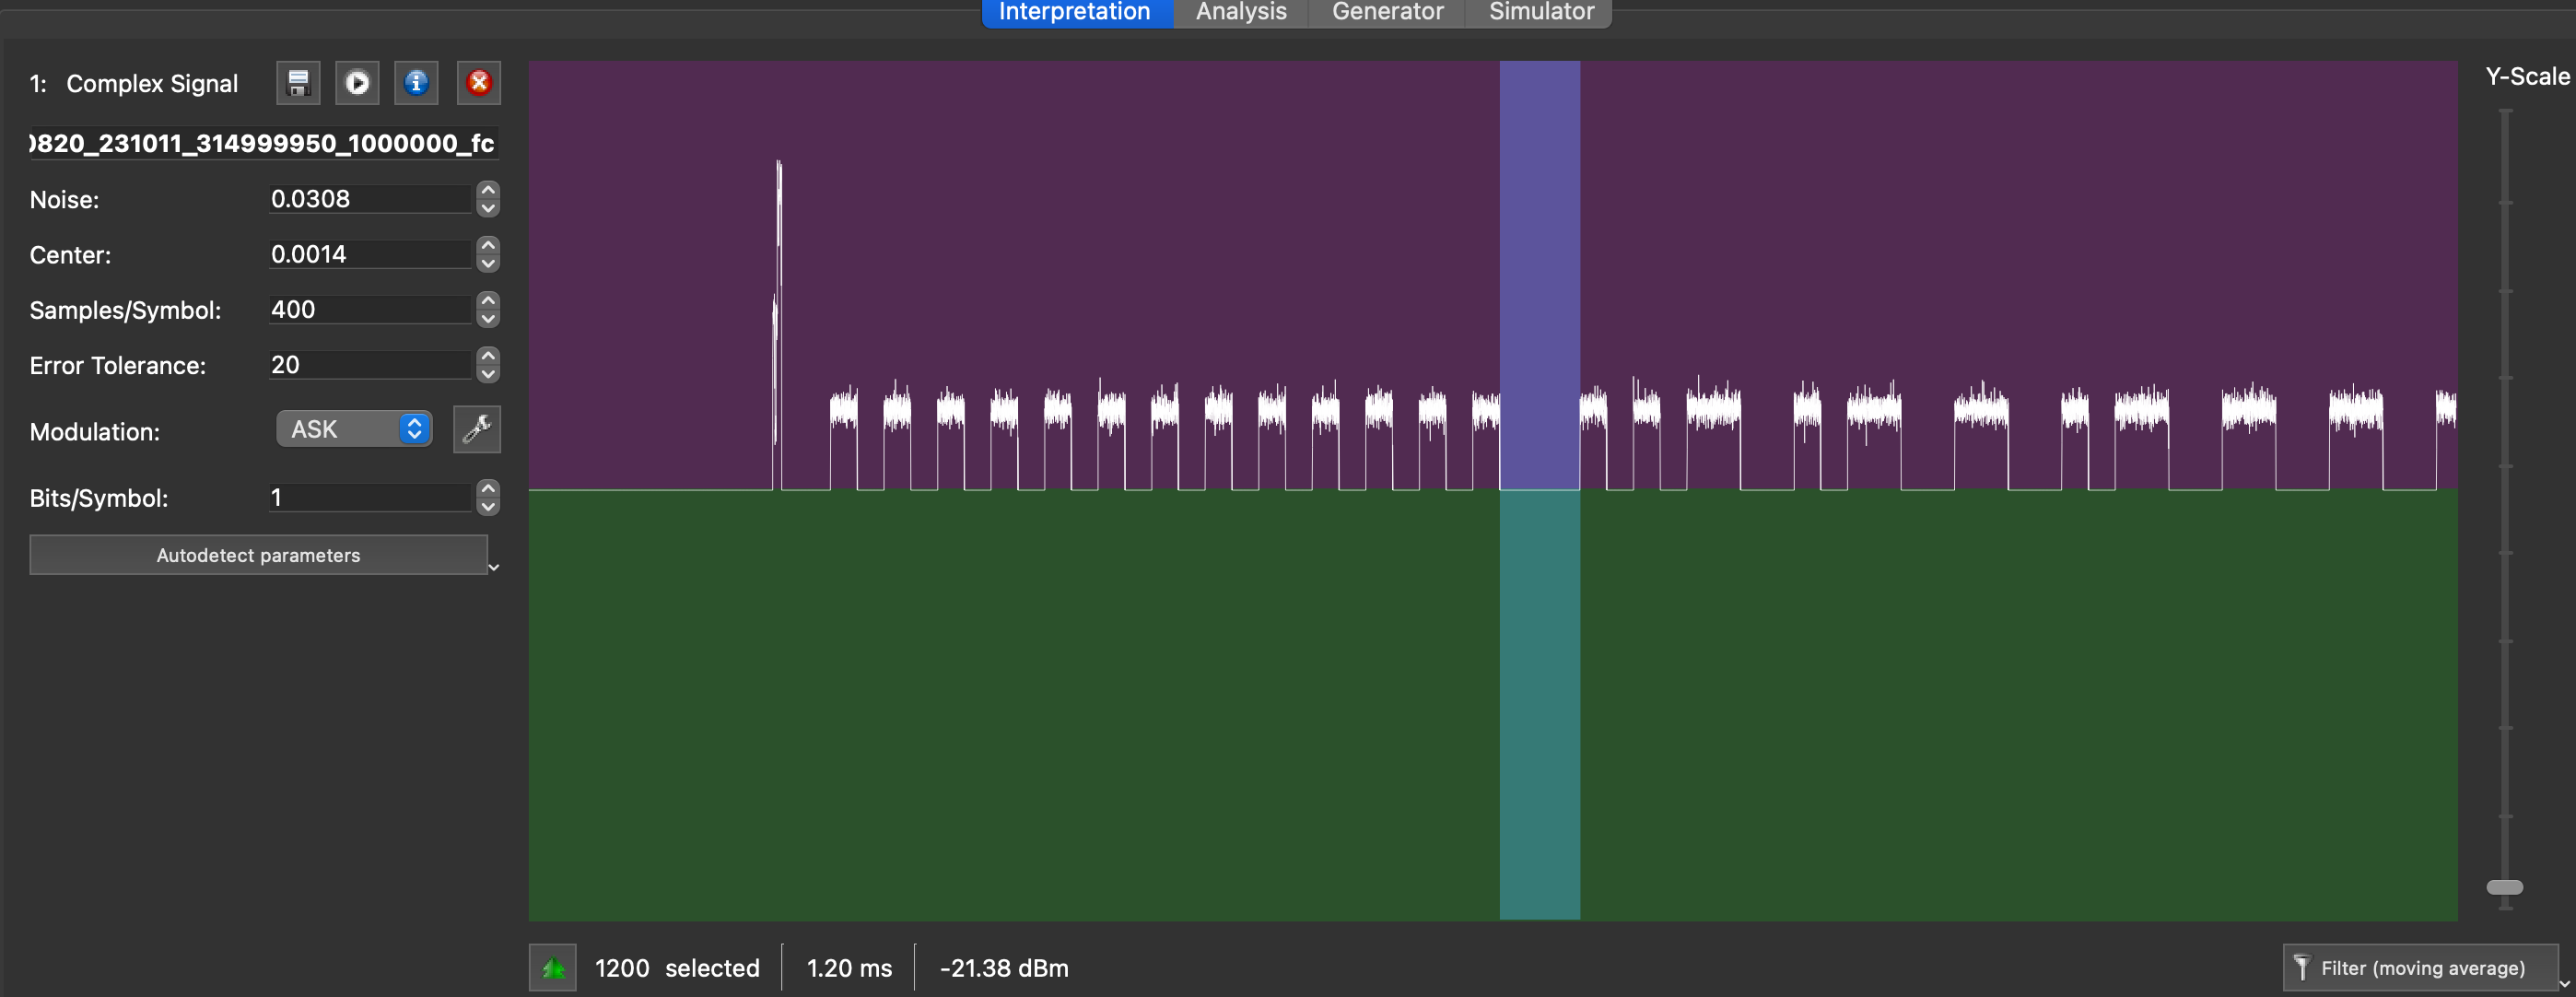 Interpretation Analysis Generator Simulator
1: Complex Signal
0820_231011_314999950_1000000_fc
Noise: 0.0308
Center: 0.0014
Samples/Symbol: 400
Error Tolerance: 20
Modulation: ASK
Bits/Symbol: 1
Autodetect parameters
Y-Scale
1200 selected 1.20 ms -21.38 dBm
Filter (moving average)